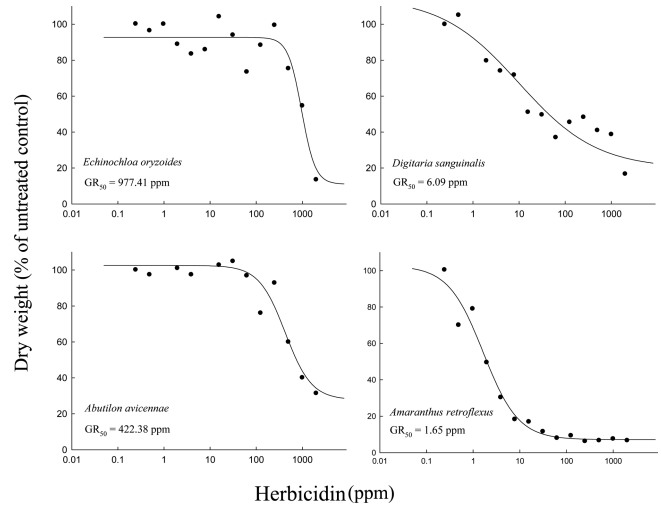 Dry weight (% of untreated control)
100
80
60
40
20
0
Echinochloa oryzoides
GR50 = 977.41 ppm
0.01 0.1 1 10 100 1000
100
80
60
40
20
0
Digitaria sanguinalis
GR50 = 6.09 ppm
0.01 0.1 1 10 100 1000
100
80
60
40
20
0
Abutilon avicennae
GR50 = 422.38 ppm
0.01 0.1 1 10 100 1000
100
80
60
40
20
0
Amaranthus retroflexus
GR50 = 1.65 ppm
0.01 0.1 1 10 100 1000
Herbicidin (ppm)